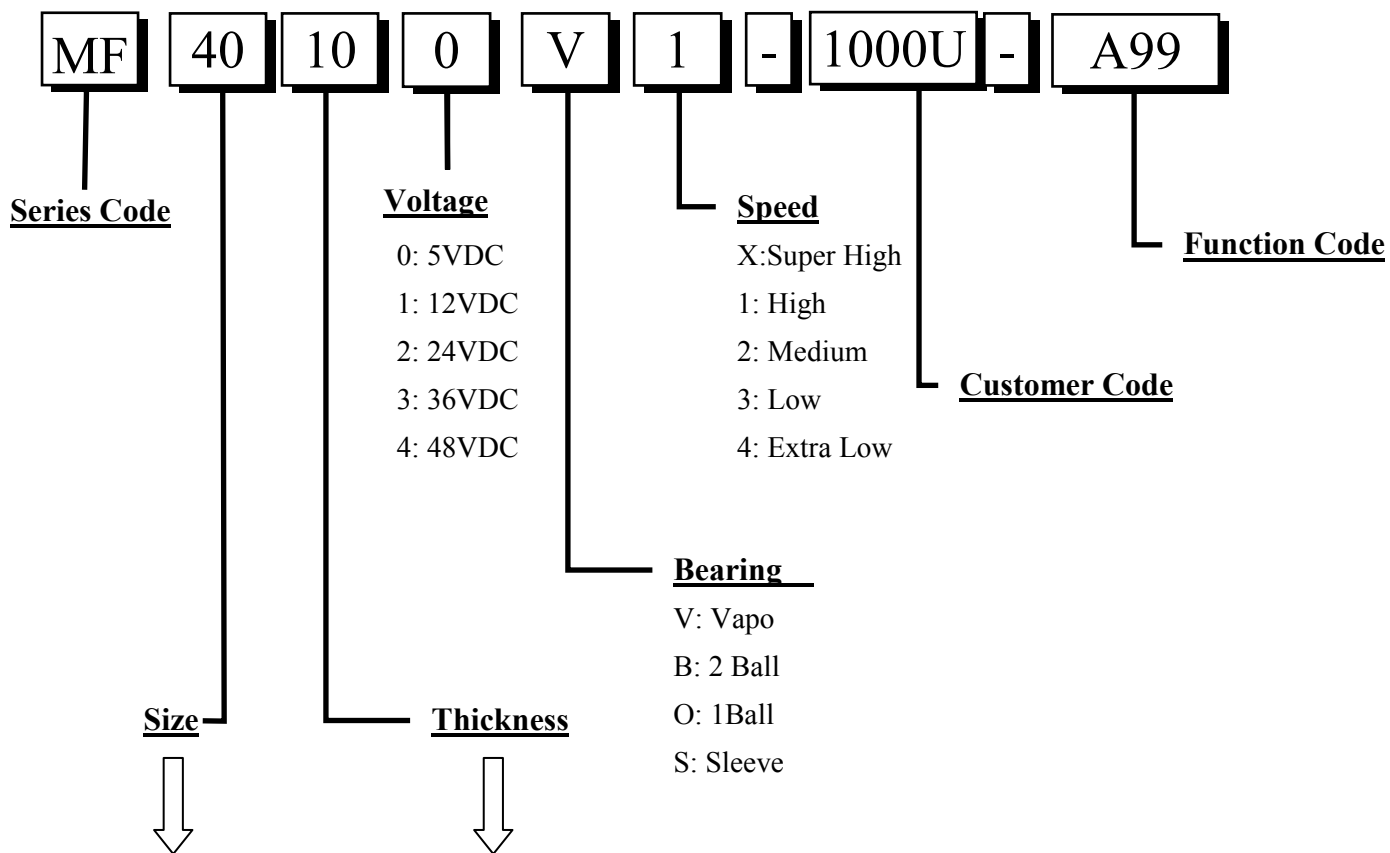 MF 40 10 0 V 1 - 1000U - A99
Series Code
Voltage
0: 5VDC
1: 12VDC
2: 24VDC
3: 36VDC
4: 48VDC
Speed
X:Super High
1: High
2: Medium
3: Low
4: Extra Low
Function Code
Customer Code
Bearing
V: Vapo
B: 2 Ball
O: 1Ball
S: Sleeve
Size
Thickness